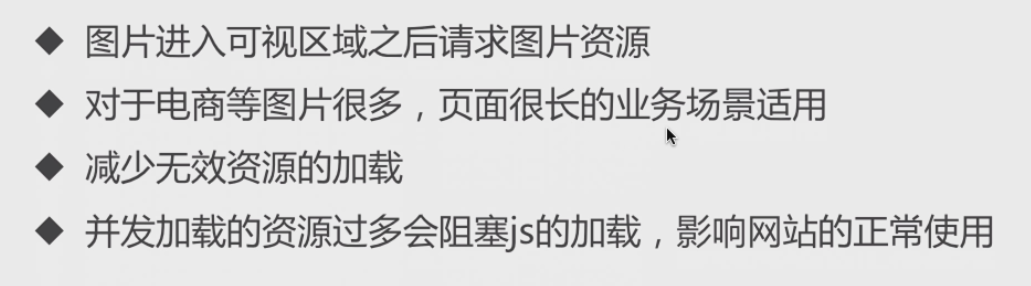 ◆ 图片进入可视区域之后请求图片资源
◆ 对于电商等图片很多，页面很长的业务场景适用
◆ 减少无效资源的加载
◆ 并发加载的资源过多会阻塞js的加载，影响网站的正常使用